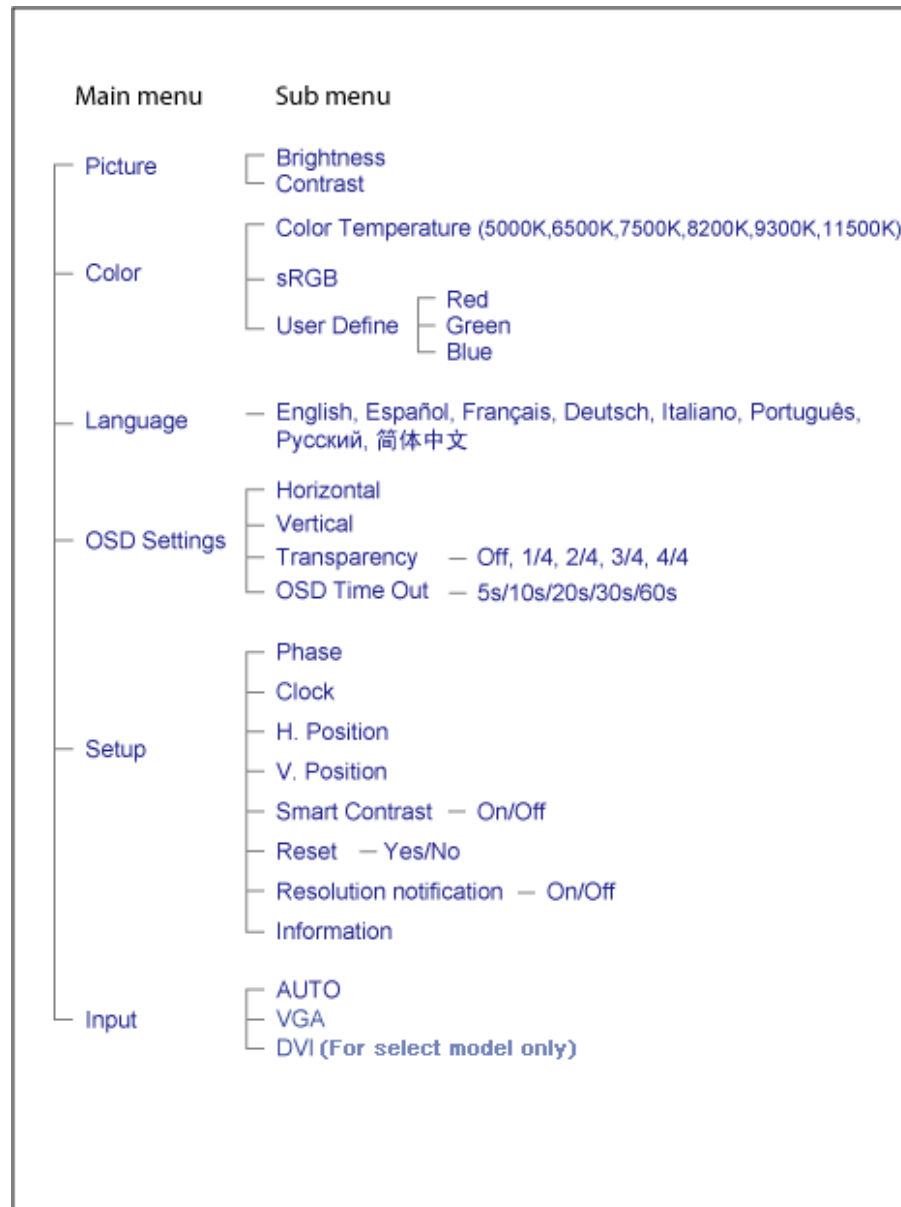 Main menu Sub menu
Picture Brightness
Contrast
Color Temperature (5000K,6500K,7500K,8200K,9300K,11500K)
Color sRGB
Red
User Define Green
Blue
Language English, Español, Français, Deutsch, Italiano, Português,
Русский, 简体中文
Horizontal
Vertical
OSD Settings Transparency — Off, 1/4, 2/4, 3/4, 4/4
OSD Time Out — 5s/10s/20s/30s/60s
Phase
Clock
H. Position
Setup V. Position
Smart Contrast — On/Off
Reset — Yes/No
Resolution notification — On/Off
Information
AUTO
Input VGA
DVI (For select model only)